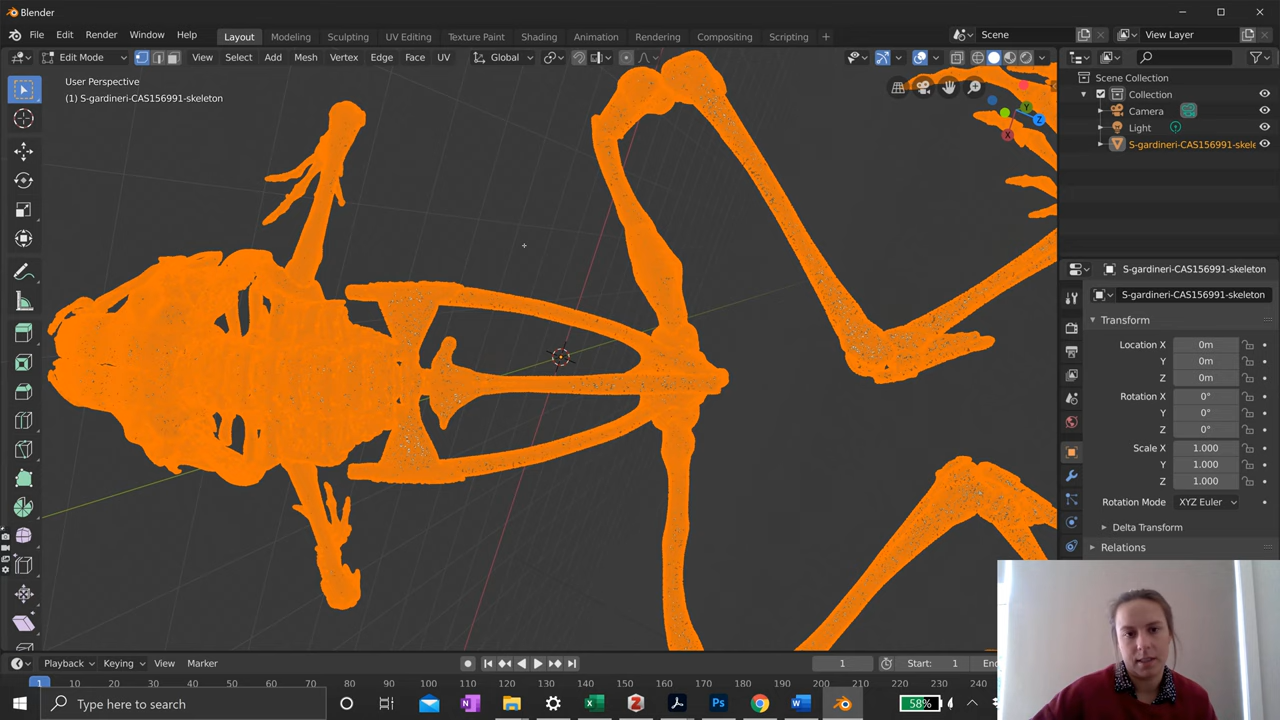 Blender
File Edit Render Window Help Layout Modeling Sculpting UV Editing Texture Paint Shading Animation Rendering Compositing Scripting Scene View Layer
Edit Mode View Select Add Mesh Vertex Edge Face UV Global
User Perspective
(1) S-gardineri-CAS156991-skeleton
Scene Collection
Collection
Camera
Light
S-gardineri-CAS156991-skele
S-gardineri-CAS156991-skeleton
S-gardineri-CAS156991-skeleton
Transform
Location X 0m
Y 0m
Z 0m
Rotation X 0°
Y 0°
Z 0°
Scale X 1.000
Y 1.000
Z 1.000
Rotation Mode XYZ Euler
Delta Transform
Relations
Playback Keying View Marker 1 Start: 1 En
1 10 20 30 40 50 60 70 80 90 100 110 120 130 140 150 160 170 180 190 200 210 220
Type here to search 58%
X
Y
Z